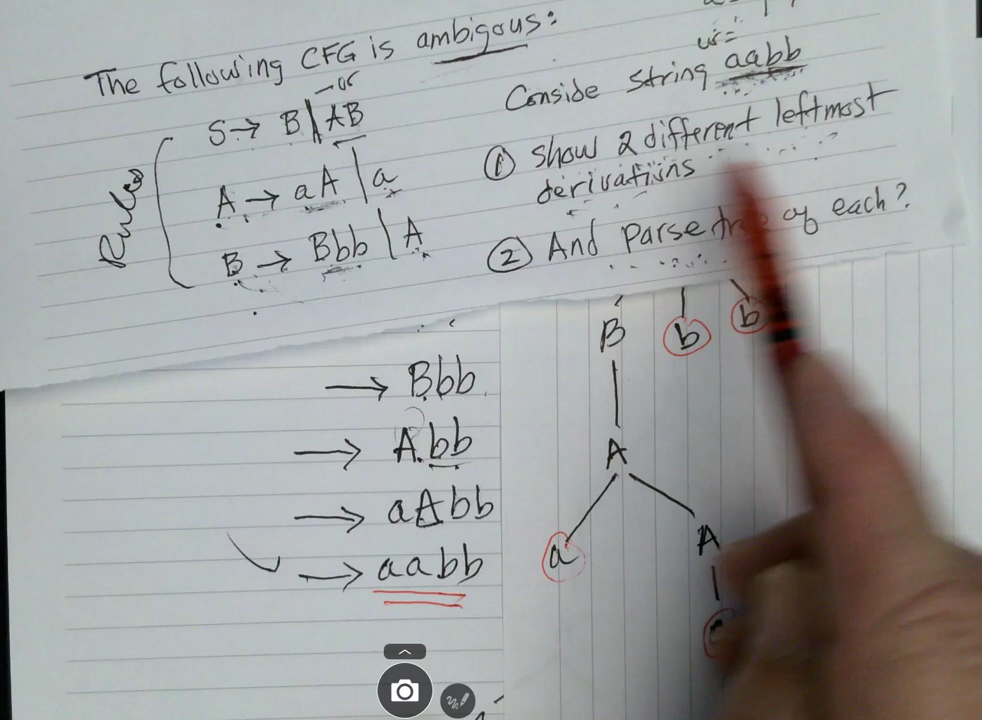 The following CFG is ambigous:
Rules
or
S → B | AB
A → aA | a
B → Bbb | A
w=
Conside string aabb
① show 2 different leftmost
derivations
② And Parse of each?
→ Bbb
→ Abb
→ aAbb
→ aabb
B b b
A
a A